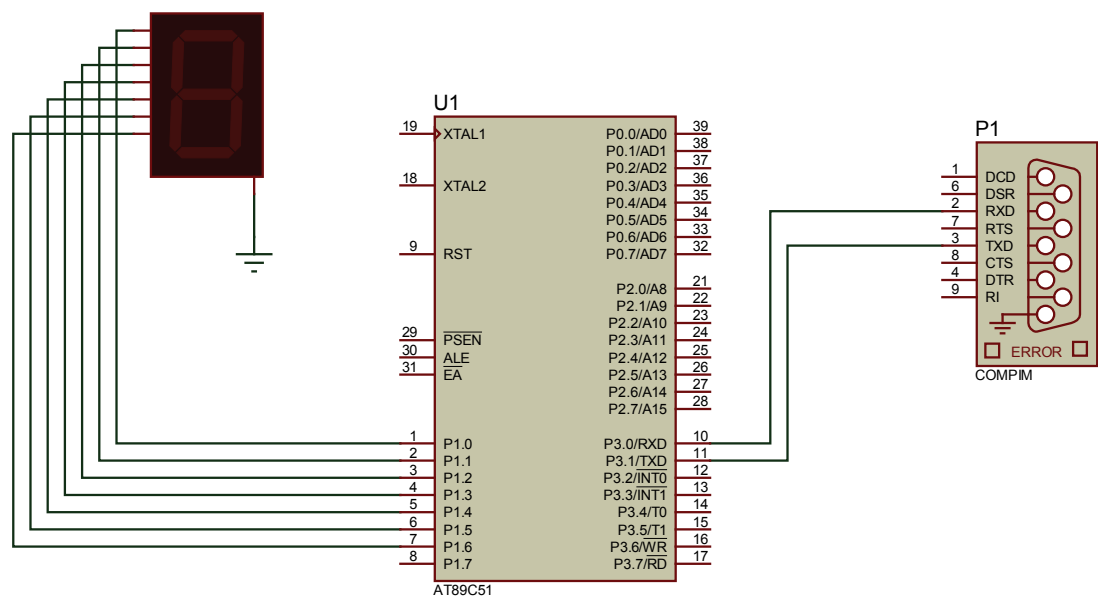 U1
19 XTAL1 P0.0/AD0 39
P0.1/AD1 38
P0.2/AD2 37
18 XTAL2 P0.3/AD3 36
P0.4/AD4 35
P0.5/AD5 34
P0.6/AD6 33
9 RST P0.7/AD7 32
P2.0/A8 21
P2.1/A9 22
P2.2/A10 23
29 PSEN P2.3/A11 24
30 ALE P2.4/A12 25
31 EA P2.5/A13 26
P2.6/A14 27
P2.7/A15 28
1 P1.0 P3.0/RXD 10
2 P1.1 P3.1/TXD 11
3 P1.2 P3.2/INT0 12
4 P1.3 P3.3/INT1 13
5 P1.4 P3.4/T0 14
6 P1.5 P3.5/T1 15
7 P1.6 P3.6/WR 16
8 P1.7 P3.7/RD 17
AT89C51
P1
1 DCD
6 DSR
2 RXD
7 RTS
3 TXD
8 CTS
4 DTR
9 RI
ERROR
COMPIM